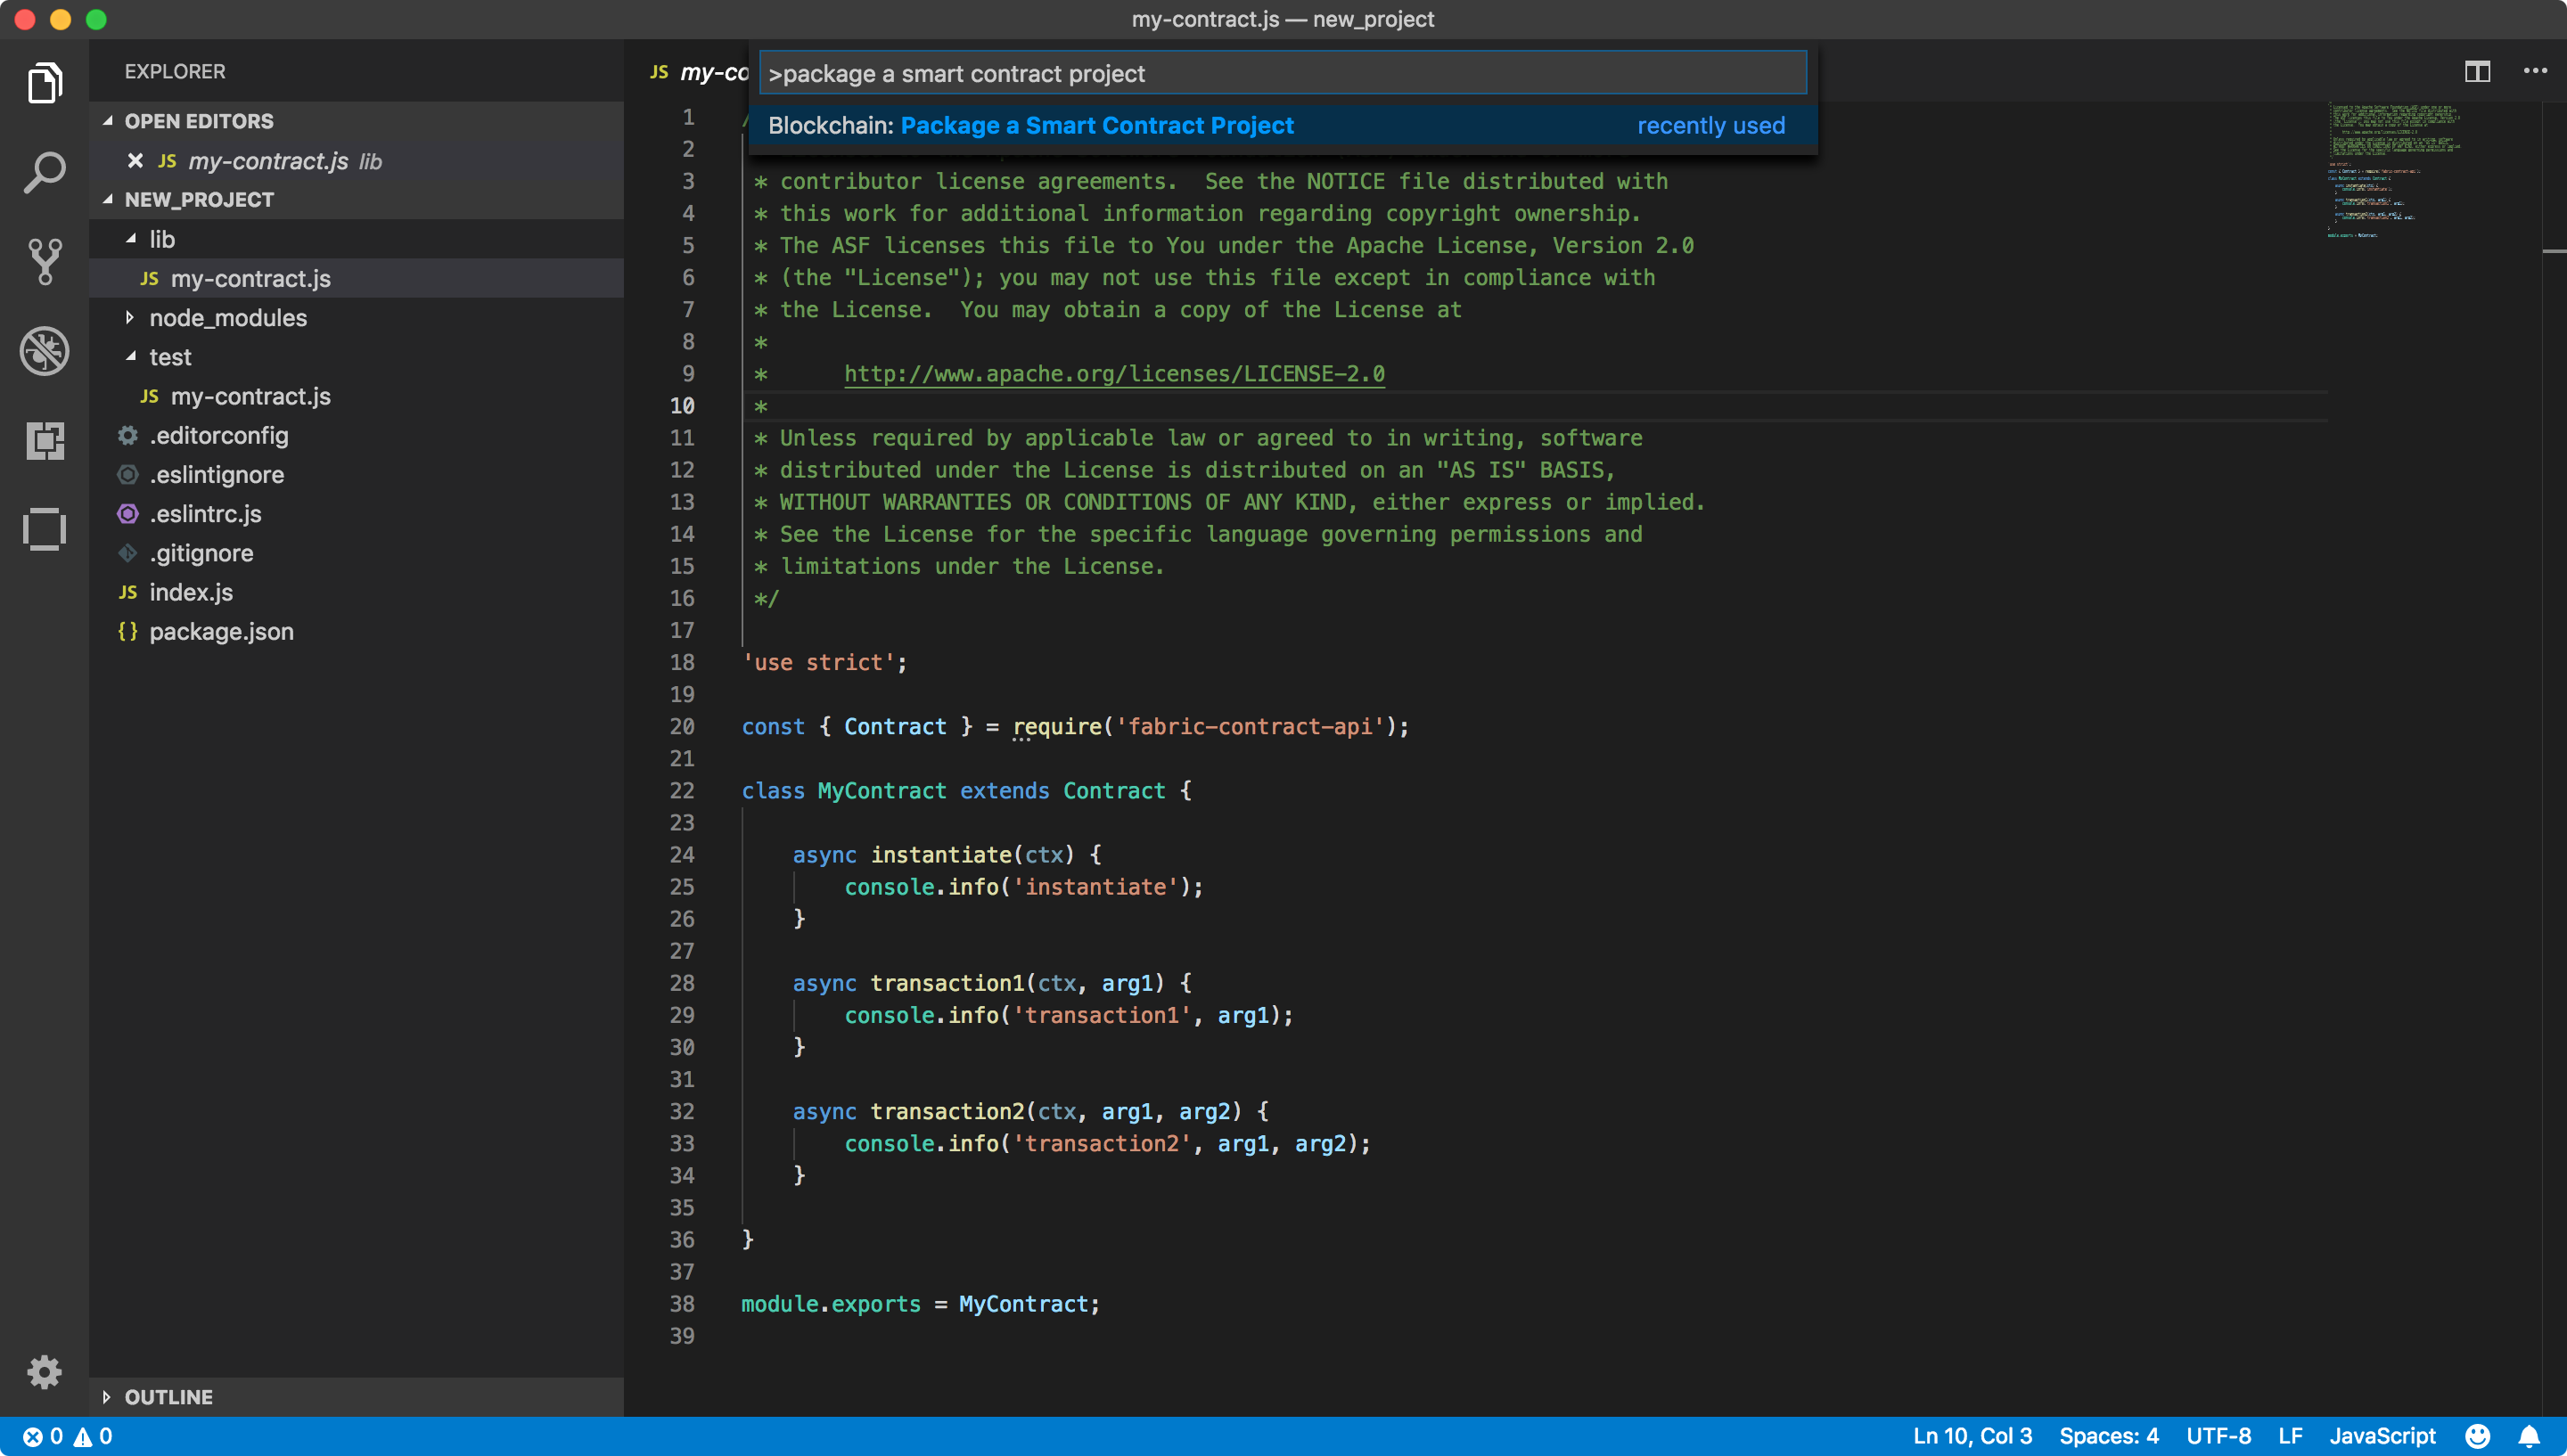 my-contract.js — new_project
EXPLORER
OPEN EDITORS
JS my-contract.js lib
NEW_PROJECT
lib
JS my-contract.js
node_modules
test
JS my-contract.js
.editorconfig
.eslintignore
.eslintrc.js
.gitignore
JS index.js
{} package.json
OUTLINE
JS my-co
>package a smart contract project
Blockchain: Package a Smart Contract Project recently used
1 /
2
3 * contributor license agreements.  See the NOTICE file distributed with
4 * this work for additional information regarding copyright ownership.
5 * The ASF licenses this file to You under the Apache License, Version 2.0
6 * (the "License"); you may not use this file except in compliance with
7 * the License.  You may obtain a copy of the License at
8 *
9 *      http://www.apache.org/licenses/LICENSE-2.0
10 *
11 * Unless required by applicable law or agreed to in writing, software
12 * distributed under the License is distributed on an "AS IS" BASIS,
13 * WITHOUT WARRANTIES OR CONDITIONS OF ANY KIND, either express or implied.
14 * See the License for the specific language governing permissions and
15 * limitations under the License.
16 */
17
18 'use strict';
19
20 const { Contract } = require('fabric-contract-api');
21
22 class MyContract extends Contract {
23
24     async instantiate(ctx) {
25         console.info('instantiate');
26     }
27
28     async transaction1(ctx, arg1) {
29         console.info('transaction1', arg1);
30     }
31
32     async transaction2(ctx, arg1, arg2) {
33         console.info('transaction2', arg1, arg2);
34     }
35
36 }
37
38 module.exports = MyContract;
39
0 0
Ln 10, Col 3 Spaces: 4 UTF-8 LF JavaScript